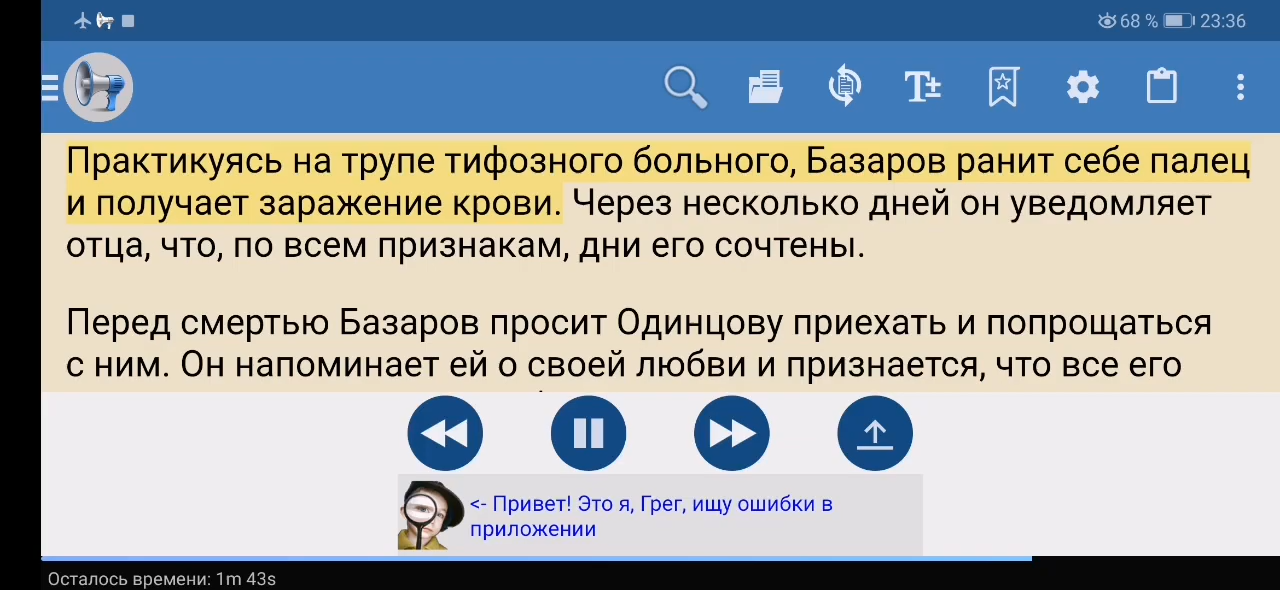 68 % 23:36
T±
Практикуясь на трупе тифозного больного, Базаров ранит себе палец
и получает заражение крови. Через несколько дней он уведомляет
отца, что, по всем признакам, дни его сочтены.
Перед смертью Базаров просит Одинцову приехать и попрощаться
с ним. Он напоминает ей о своей любви и признается, что все его
<- Привет! Это я, Грег, ищу ошибки в
приложении
Осталось времени: 1m 43s